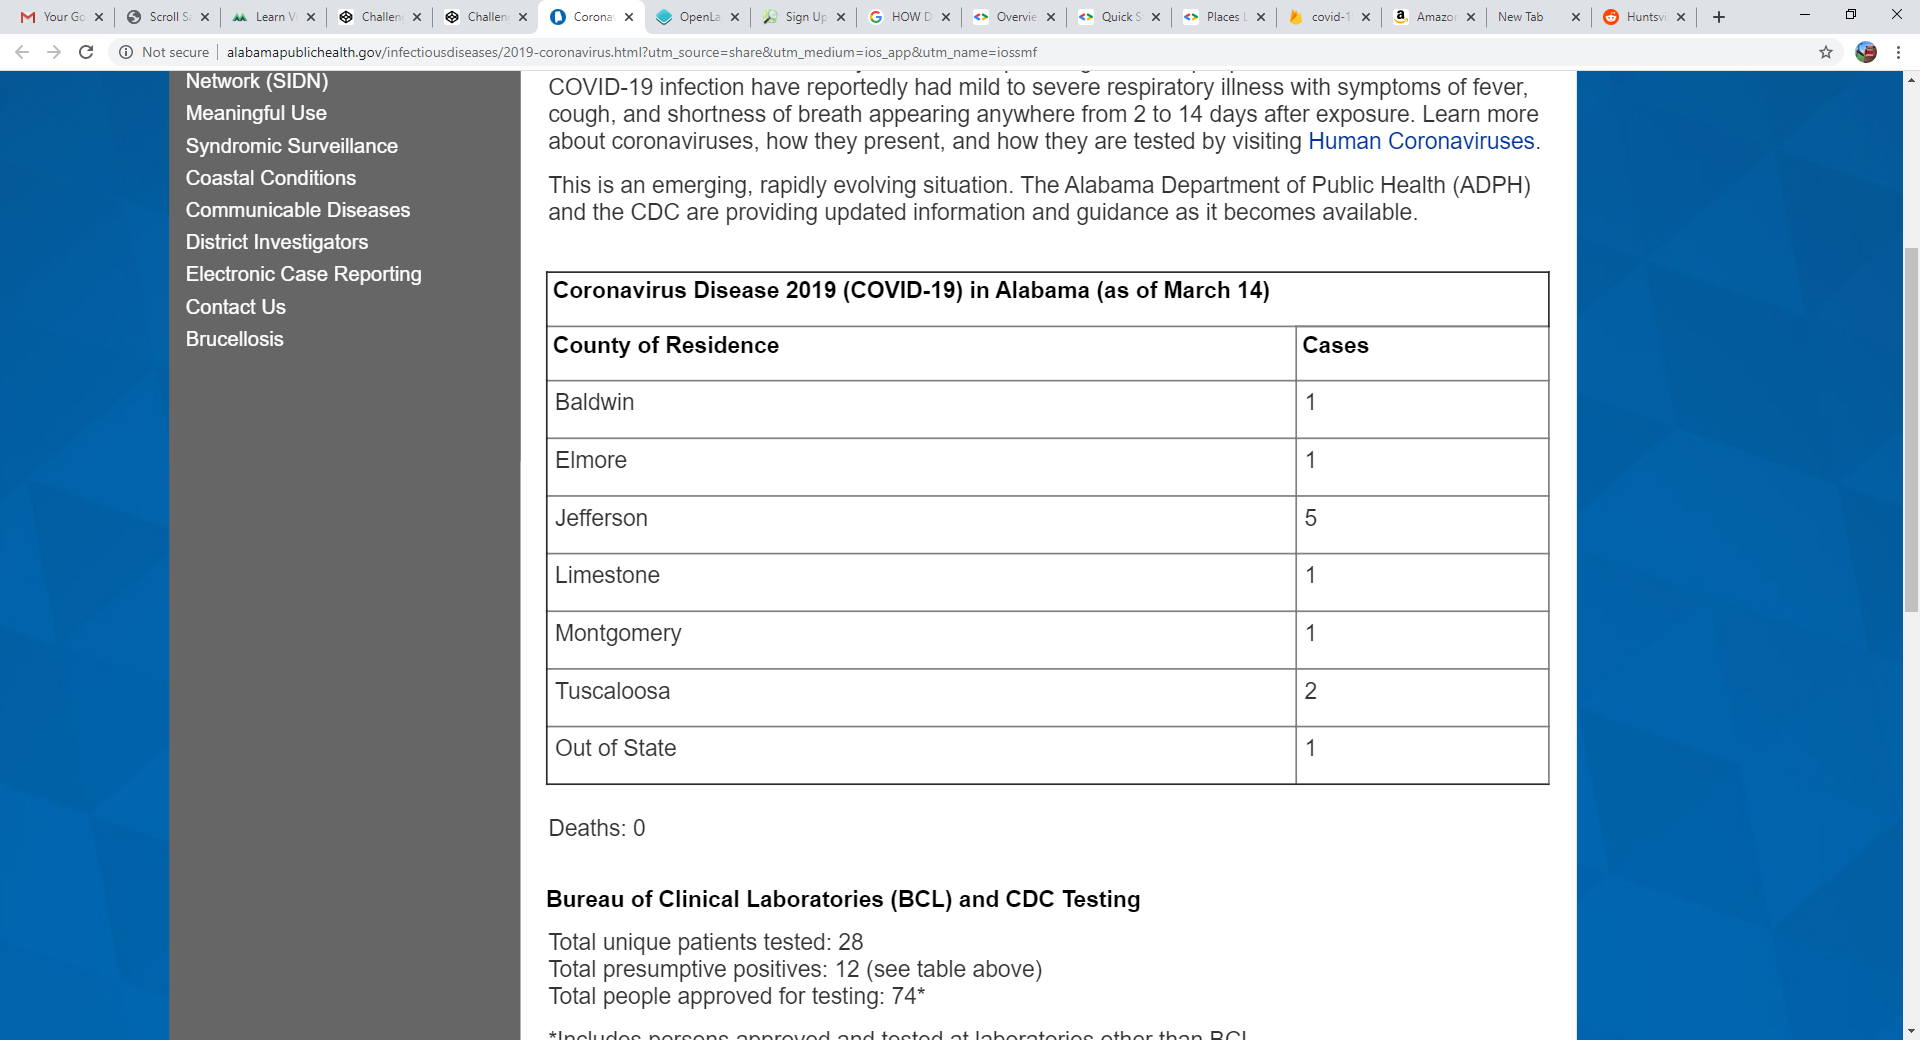 Your Go
Scroll Sa
Learn V
Challen
Challen
Corona
OpenLa
Sign Up
HOW D
Overvie
Quick S
Places L
covid-1
Amazon
New Tab
Huntsvi
Not secure
alabamapublichealth.gov/infectiousdiseases/2019-coronavirus.html?utm_source=share&utm_medium=ios_app&utm_name=iossmf
Network (SIDN)
Meaningful Use
Syndromic Surveillance
Coastal Conditions
Communicable Diseases
District Investigators
Electronic Case Reporting
Contact Us
Brucellosis
COVID-19 infection have reportedly had mild to severe respiratory illness with symptoms of fever,
cough, and shortness of breath appearing anywhere from 2 to 14 days after exposure. Learn more
about coronaviruses, how they present, and how they are tested by visiting Human Coronaviruses.
This is an emerging, rapidly evolving situation. The Alabama Department of Public Health (ADPH)
and the CDC are providing updated information and guidance as it becomes available.
Coronavirus Disease 2019 (COVID-19) in Alabama (as of March 14)
County of Residence Cases
Baldwin 1
Elmore 1
Jefferson 5
Limestone 1
Montgomery 1
Tuscaloosa 2
Out of State 1
Deaths: 0
Bureau of Clinical Laboratories (BCL) and CDC Testing
Total unique patients tested: 28
Total presumptive positives: 12 (see table above)
Total people approved for testing: 74*
*Includes persons approved and tested at laboratories other than BCL